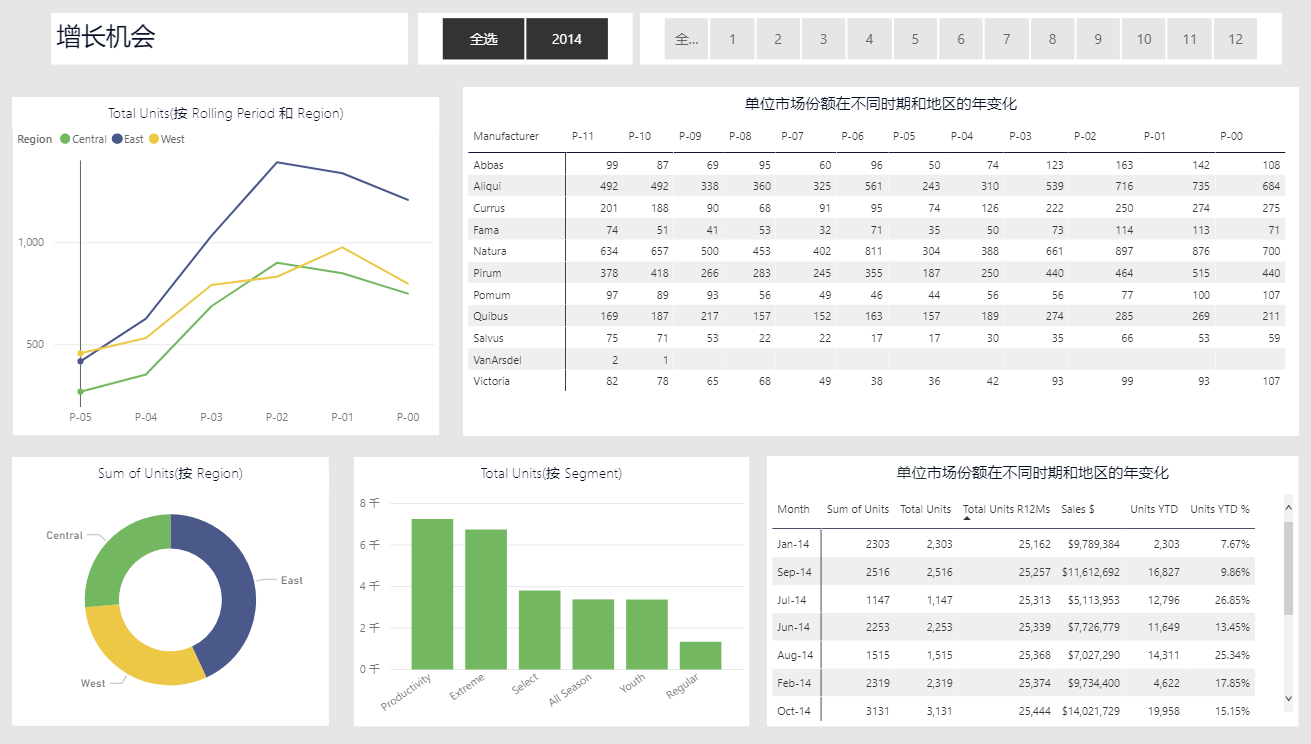 增长机会
全选 2014
全... 1 2 3 4 5 6 7 8 9 10 11 12
Total Units(按 Rolling Period 和 Region)
Region Central East West
1,000
500
P-05 P-04 P-03 P-02 P-01 P-00
单位市场份额在不同时期和地区的年变化
Manufacturer P-11 P-10 P-09 P-08 P-07 P-06 P-05 P-04 P-03 P-02 P-01 P-00
Abbas 99 87 69 95 60 96 50 74 123 163 142 108
Aliqui 492 492 338 360 325 561 243 310 539 716 735 684
Currus 201 188 90 68 91 95 74 126 222 250 274 275
Fama 74 51 41 53 32 71 35 50 73 114 113 71
Natura 634 657 500 453 402 811 304 388 661 897 876 700
Pirum 378 418 266 283 245 355 187 250 440 464 515 440
Pomum 97 89 93 56 49 46 44 56 56 77 100 107
Quibus 169 187 217 157 152 163 157 189 274 285 269 211
Salvus 75 71 53 22 22 17 17 30 35 66 53 59
VanArsdel 2 1
Victoria 82 78 65 68 49 38 36 42 93 99 93 107
Sum of Units(按 Region)
Central
East
West
Total Units(按 Segment)
8 千
6 千
4 千
2 千
0 千
Productivity Extreme Select All Season Youth Regular
单位市场份额在不同时期和地区的年变化
Month Sum of Units Total Units Total Units R12Ms Sales $ Units YTD Units YTD %
Jan-14 2303 2,303 25,162 $9,789,384 2,303 7.67%
Sep-14 2516 2,516 25,257 $11,612,692 16,827 9.86%
Jul-14 1147 1,147 25,313 $5,113,953 12,796 26.85%
Jun-14 2253 2,253 25,339 $7,726,779 11,649 13.45%
Aug-14 1515 1,515 25,368 $7,027,290 14,311 25.34%
Feb-14 2319 2,319 25,374 $9,734,400 4,622 17.85%
Oct-14 3131 3,131 25,444 $14,021,729 19,958 15.15%